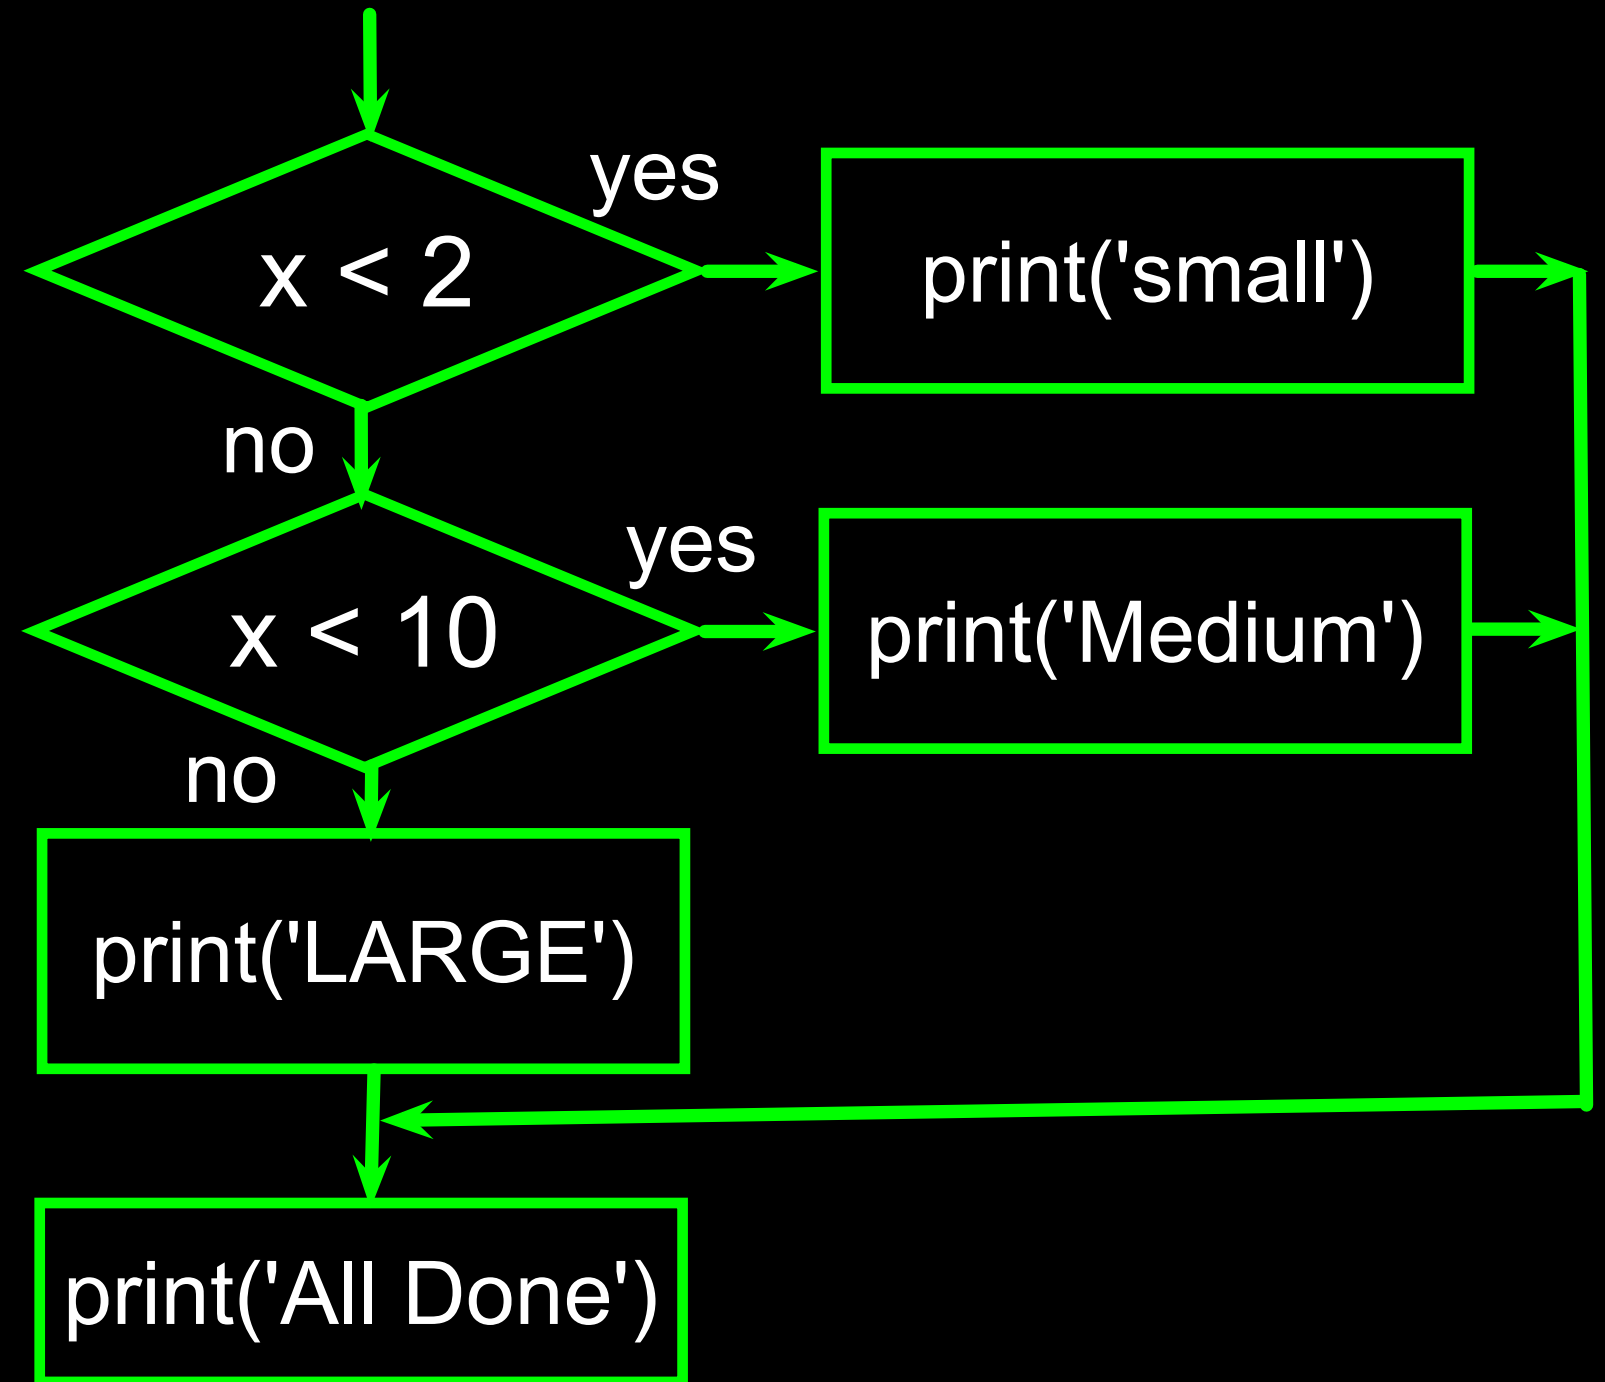 yes
x < 2
print('small')
no
yes
x < 10
print('Medium')
no
print('LARGE')
print('All Done')